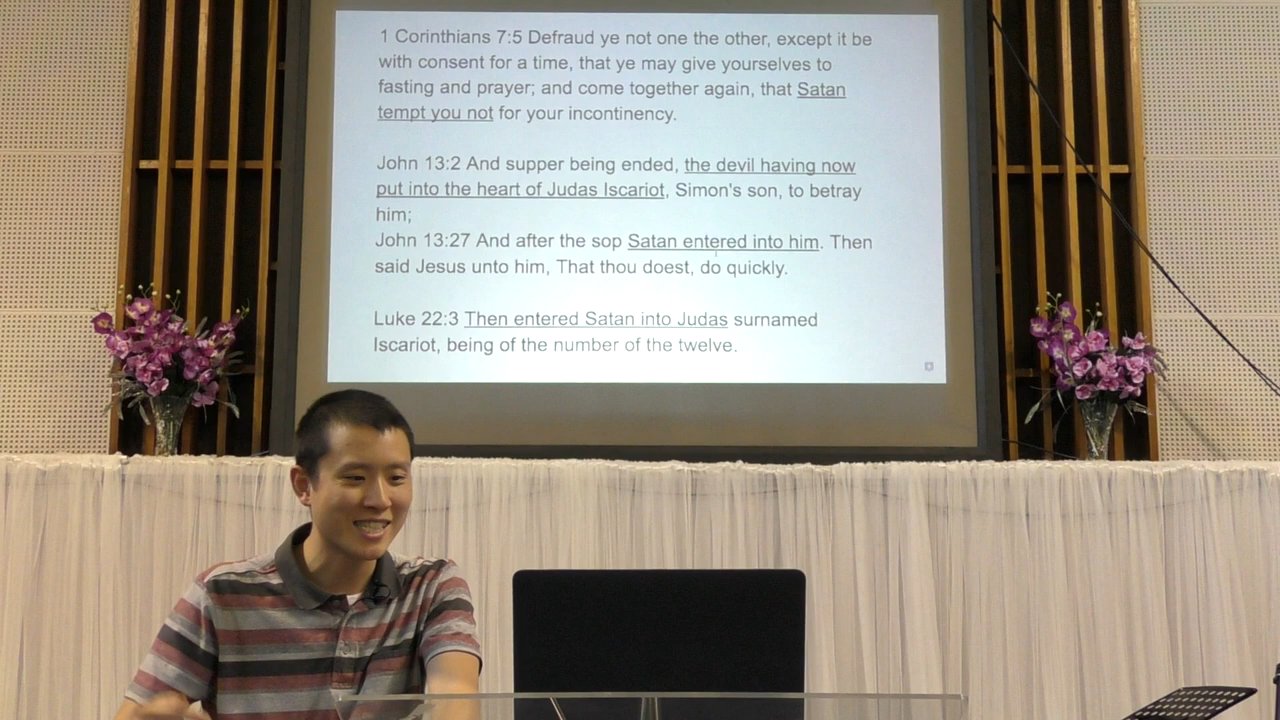 1 Corinthians 7:5 Defraud ye not one the other, except it be
with consent for a time, that ye may give yourselves to
fasting and prayer; and come together again, that Satan
tempt you not for your incontinency.
John 13:2 And supper being ended, the devil having now
put into the heart of Judas Iscariot, Simon's son, to betray
him;
John 13:27 And after the sop Satan entered into him. Then
said Jesus unto him, That thou doest, do quickly.
Luke 22:3 Then entered Satan into Judas surnamed
Iscariot, being of the number of the twelve.